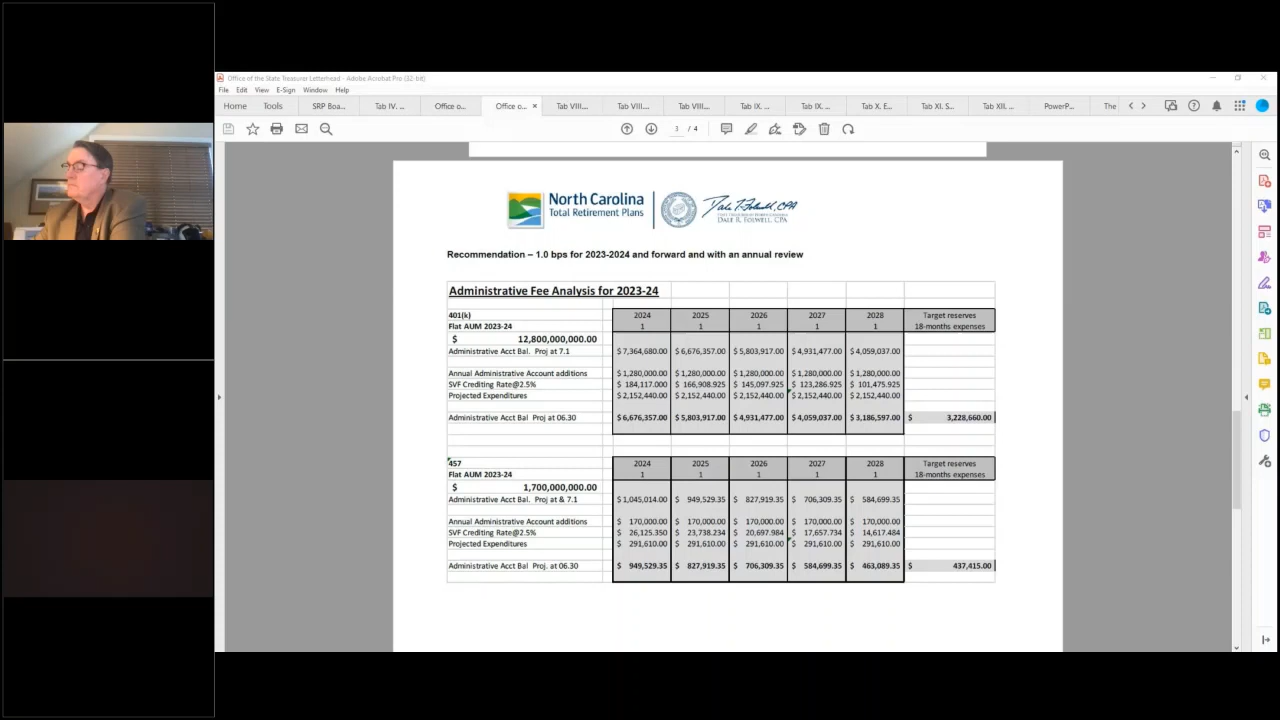 Office of the State Treasurer Letterhead - Adobe Acrobat Pro (32-bit)
File Edit View E-Sign Window Help
Home Tools SRP Boa... Tab IV. ... Office o... Office o... × Tab VIII.... Tab VIII.... Tab VIII.... Tab IX. ... Tab IX. ... Tab X. E... Tab XI. S... Tab XII. ... PowerP... The
3 / 4
North Carolina
Total Retirement Plans
DALE R. FOLWELL, CPA
Recommendation – 1.0 bps for 2023-2024 and forward and with an annual review
Administrative Fee Analysis for 2023-24
401(k) 2024 2025 2026 2027 2028 Target reserves
Flat AUM 2023-24 1 1 1 1 1 18-months expenses
$ 12,800,000,000.00
Administrative Acct Bal. Proj at 7.1 $ 7,364,680.00 $ 6,676,357.00 $ 5,803,917.00 $ 4,931,477.00 $ 4,059,037.00
Annual Administrative Account additions $ 1,280,000.00 $ 1,280,000.00 $ 1,280,000.00 $ 1,280,000.00 $ 1,280,000.00
SVF Crediting Rate@2.5% $ 184,117.000 $ 166,908.925 $ 145,097.925 $ 123,286.925 $ 101,475.925
Projected Expenditures $ 2,152,440.00 $ 2,152,440.00 $ 2,152,440.00 $ 2,152,440.00 $ 2,152,440.00
Administrative Acct Bal Proj at 06.30 $ 6,676,357.00 $ 5,803,917.00 $ 4,931,477.00 $ 4,059,037.00 $ 3,186,597.00 $ 3,228,660.00
457 2024 2025 2026 2027 2028 Target reserves
Flat AUM 2023-24 1 1 1 1 1 18-months expenses
$ 1,700,000,000.00
Administrative Acct Bal. Proj at & 7.1 $ 1,045,014.00 $ 949,529.35 $ 827,919.35 $ 706,309.35 $ 584,699.35
Annual Administrative Account additions $ 170,000.00 $ 170,000.00 $ 170,000.00 $ 170,000.00 $ 170,000.00
SVF Crediting Rate@2.5% $ 26,125.350 $ 23,738.234 $ 20,697.984 $ 17,657.734 $ 14,617.484
Projected Expenditures $ 291,610.00 $ 291,610.00 $ 291,610.00 $ 291,610.00 $ 291,610.00
Administrative Acct Bal Proj. at 06.30 $ 949,529.35 $ 827,919.35 $ 706,309.35 $ 584,699.35 $ 463,089.35 $ 437,415.00